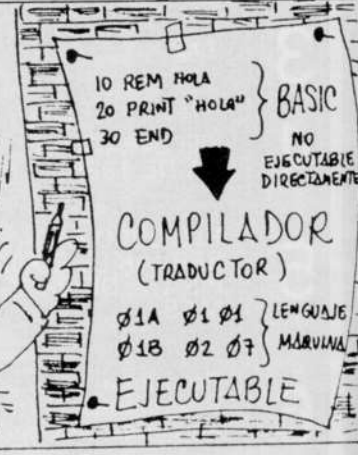 10 REM HOLA
20 PRINT "HOLA"
30 END
BASIC
NO
EJECUTABLE
DIRECTAMENTE
COMPILADOR
(TRADUCTOR)
Ø1A Ø1 Ø1
Ø1B Ø2 Ø7
LENGUAJE
MÁQUINA
EJECUTABLE